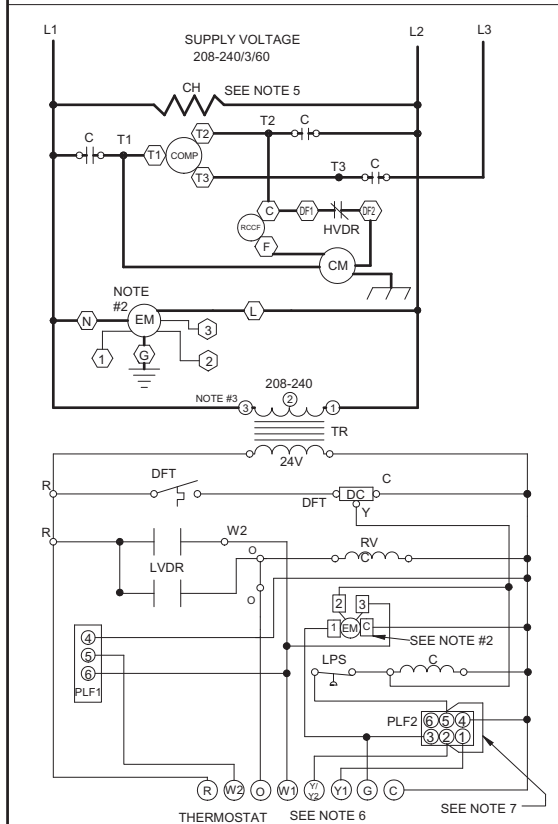 L1 L2 L3
SUPPLY VOLTAGE
208-240/3/60
CH SEE NOTE 5
C T1 T2 C
T1 COMP T2
T3 T3 C
C DF1 DF2
HVDR
RCCF
F CM
NOTE
#2
N EM L
3
1 G 2
208-240
NOTE #3 3 2 1
TR
24V
DFT C
R DFT DC
Y
R W2 RV
LVDR O C
O
2 3
1 EM C
SEE NOTE #2
4
5
6
PLF1
LPS C
PLF2 6 5 4
3 2 1
R W2 O W1 Y/Y2 Y1 G C
THERMOSTAT SEE NOTE 6 SEE NOTE 7